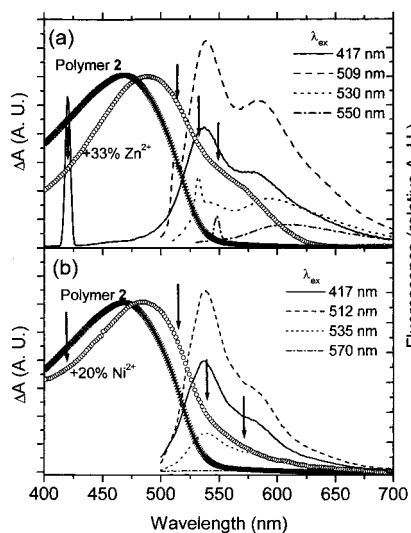 (a)
Polymer 2
+33% Zn²⁺
λex
417 nm
509 nm
530 nm
550 nm
ΔA (A. U.)
(b)
Polymer 2
+20% Ni²⁺
λex
417 nm
512 nm
535 nm
570 nm
ΔA (A. U.)
400 450 500 550 600 650 700
Wavelength (nm)